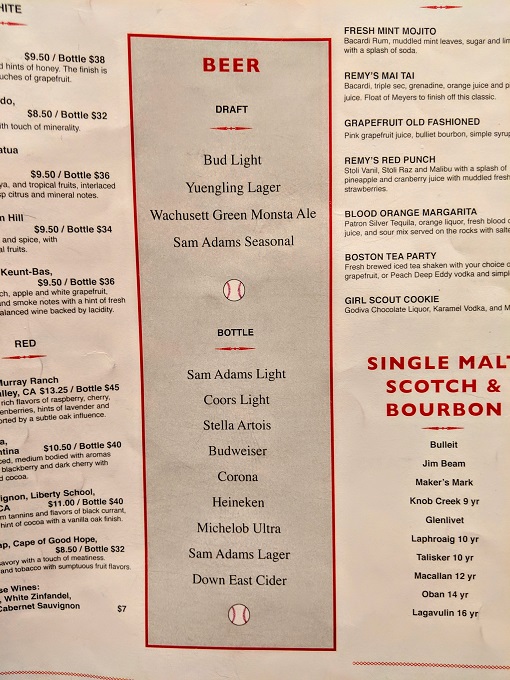 HITE
$9.50 / Bottle $38
d hints of honey. The finish is
uches of grapefruit.
do,
$8.50 / Bottle $32
ith touch of minerality.
atua
$9.50 / Bottle $36
ya, and tropical fruits, interlaced
sp citrus and mineral notes.
n Hill
$9.50 / Bottle $34
and spice, with
al fruits.
Keunt-Bas,
$9.50 / Bottle $36
ch, apple and white grapefruit,
and smoke notes with a hint of fresh
alanced wine backed by lacidity.
RED
Murray Ranch
alley, CA $13.25 / Bottle $45
rich flavors of raspberry, cherry,
enberries, hints of lavender and
orted by a subtle oak influence.
a,
ntina $10.50 / Bottle $40
ced, medium bodied with aromas
blackberry and dark cherry with
d cocoa.
vignon, Liberty School,
CA $11.00 / Bottle $40
m tannins and flavors of black currant,
hint of cocoa with a vanilla oak finish.
ap, Cape of Good Hope,
$8.50 / Bottle $32
savory with a touch of meatiness.
and tobacco with sumptuous fruit flavors.
se Wines:
, White Zinfandel,
Cabernet Sauvignon $7
BEER
DRAFT
Bud Light
Yuengling Lager
Wachusett Green Monsta Ale
Sam Adams Seasonal
BOTTLE
Sam Adams Light
Coors Light
Stella Artois
Budweiser
Corona
Heineken
Michelob Ultra
Sam Adams Lager
Down East Cider
FRESH MINT MOJITO
Bacardi Rum, muddled mint leaves, sugar and lim
with a splash of soda.
REMY'S MAI TAI
Bacardi, triple sec, grenadine, orange juice and p
juice. Float of Meyers to finish off this classic.
GRAPEFRUIT OLD FASHIONED
Pink grapefruit juice, bulliet bourbon, simple syrup
REMY'S RED PUNCH
Stoli Vanil, Stoli Raz and Malibu with a splash of
pineapple and cranberry juice with muddled fresh
strawberries.
BLOOD ORANGE MARGARITA
Patron Silver Tequila, orange liquor, fresh blood o
juice, and sour mix served on the rocks with salte
BOSTON TEA PARTY
Fresh brewed iced tea shaken with your choice o
grapefruit, or Peach Deep Eddy vodka and simpl
GIRL SCOUT COOKIE
Godiva Chocolate Liquor, Karamel Vodka, and M
SINGLE MALT
SCOTCH &
BOURBON
Bulleit
Jim Beam
Maker's Mark
Knob Creek 9 yr
Glenlivet
Laphroaig 10 yr
Talisker 10 yr
Macallan 12 yr
Oban 14 yr
Lagavulin 16 yr